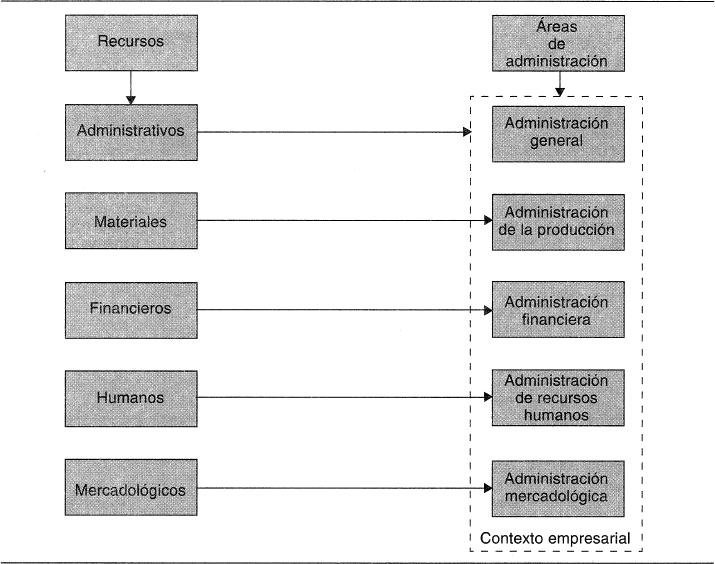 Recursos
Áreas
de
administración
Administrativos
Administración
general
Materiales
Administración
de la producción
Financieros
Administración
financiera
Humanos
Administración
de recursos
humanos
Mercadológicos
Administración
mercadológica
Contexto empresarial